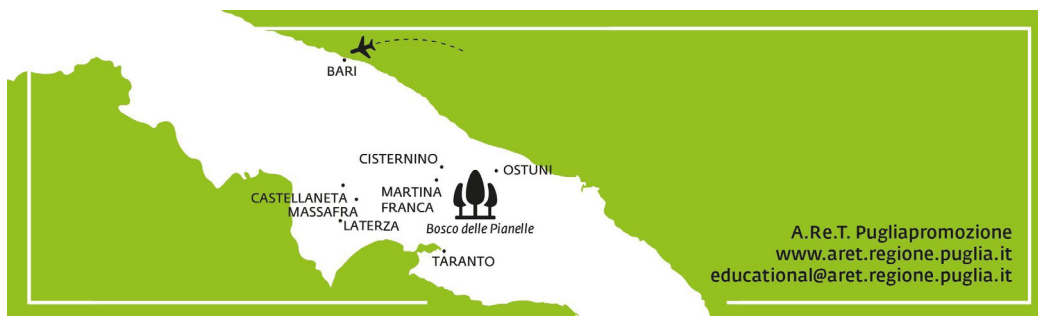 BARI
CISTERNINO
OSTUNI
CASTELLANETA
MARTINA
FRANCA
MASSAFRA
LATERZA
Bosco delle Pianelle
TARANTO
A.Re.T. Pugliapromozione
www.aret.regione.puglia.it
educational@aret.regione.puglia.it